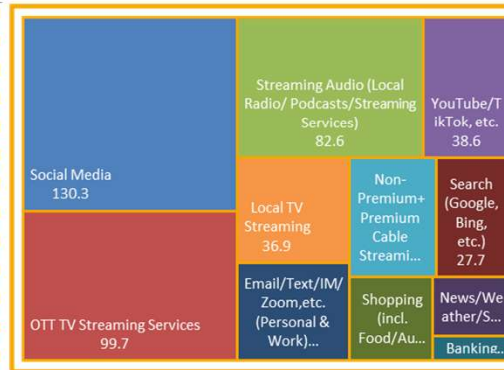 Social Media
130.3
OTT TV Streaming Services
99.7
Streaming Audio (Local
Radio/ Podcasts/Streaming
Services)
82.6
YouTube/T
ikTok, etc.
38.6
Local TV
Streaming
36.9
Non-
Premium+
Premium
Cable
Streami...
Search
(Google,
Bing,
etc.)
27.7
Email/Text/IM/
Zoom,etc.
(Personal &
Work)...
Shopping
(incl.
Food/Au...
News/We
ather/S...
Banking...